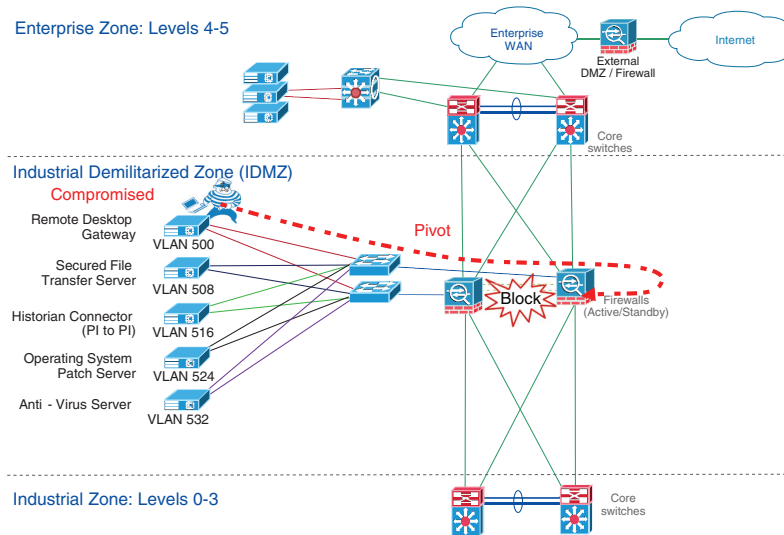 Enterprise Zone: Levels 4-5
Enterprise
WAN
Internet
External
DMZ / Firewall
Core
switches
Industrial Demilitarized Zone (IDMZ)
Compromised
Remote Desktop
Gateway
VLAN 500
Pivot
Secured File
Transfer Server
VLAN 508
Block
Firewalls
(Active/Standby)
Historian Connector
(PI to PI)
VLAN 516
Operating System
Patch Server
VLAN 524
Anti - Virus Server
VLAN 532
Industrial Zone: Levels 0-3
Core
switches